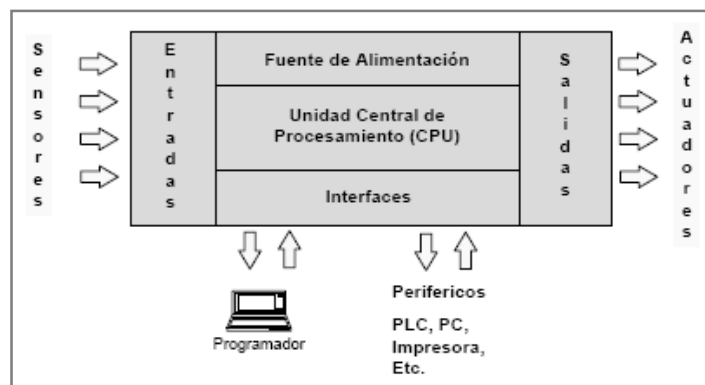 Sensores
Entradas
Fuente de Alimentación
Unidad Central de
Procesamiento (CPU)
Interfaces
Salidas
Actuadores
Programador
Perifericos
PLC, PC,
Impresora,
Etc.